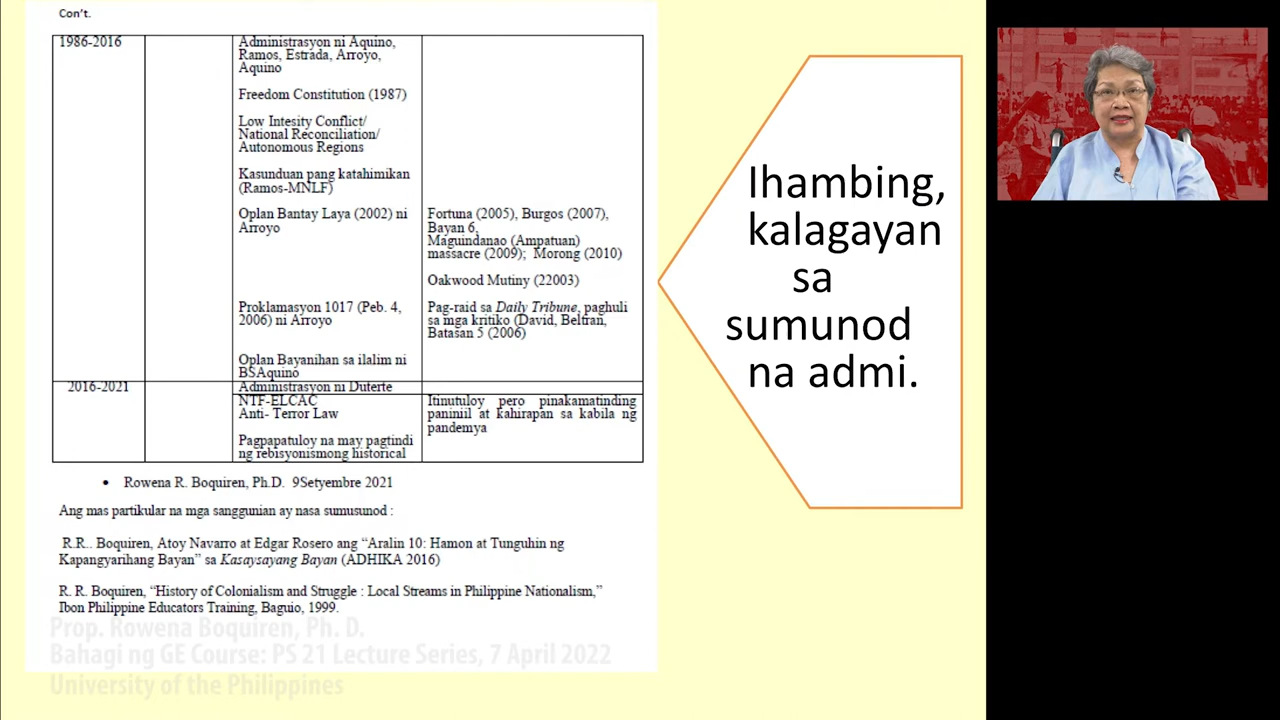 Con't.
1986-2016
Administrasyon ni Aquino,
Ramos, Estrada, Arroyo,
Aquino
Freedom Constitution (1987)
Low Intesity Conflict/
National Reconciliation/
Autonomous Regions
Kasunduan pang katahimikan
(Ramos-MNLF)
Oplan Bantay Laya (2002) ni
Arroyo
Fortuna (2005), Burgos (2007),
Bayan 6,
Maguindanao (Ampatuan)
massacre (2009); Morong (2010)
Oakwood Mutiny (22003)
Proklamasyon 1017 (Peb. 4,
2006) ni Arroyo
Pag-raid sa Daily Tribune, paghuli
sa mga kritiko (David, Beltran,
Batasan 5 (2006)
Oplan Bayanihan sa ilalim ni
BSAquino
2016-2021
Administrasyon ni Duterte
NTF-ELCAC
Anti- Terror Law
Pagpapatuloy na may pagtindi
ng rebisyonismong historical
Itinutuloy pero pinakamatinding
paniniil at kahirapan sa kabila ng
pandemya
• Rowena R. Boquiren, Ph.D. 9Setyembre 2021
Ang mas partikular na mga sanggunian ay nasa sumusunod :
R.R.. Boquiren, Atoy Navarro at Edgar Rosero ang “Aralin 10: Hamon at Tunguhin ng
Kapangyarihang Bayan” sa Kasaysayang Bayan (ADHIKA 2016)
R. R. Boquiren, “History of Colonialism and Struggle : Local Streams in Philippine Nationalism,”
Ibon Philippine Educators Training, Baguio, 1999.
Prop. Rowena Boquiren, Ph. D.
Bahagi ng GE Course: PS 21 Lecture Series, 7 April 2022
University of the Philippines
Ihambing,
kalagayan
sa
sumunod
na admi.